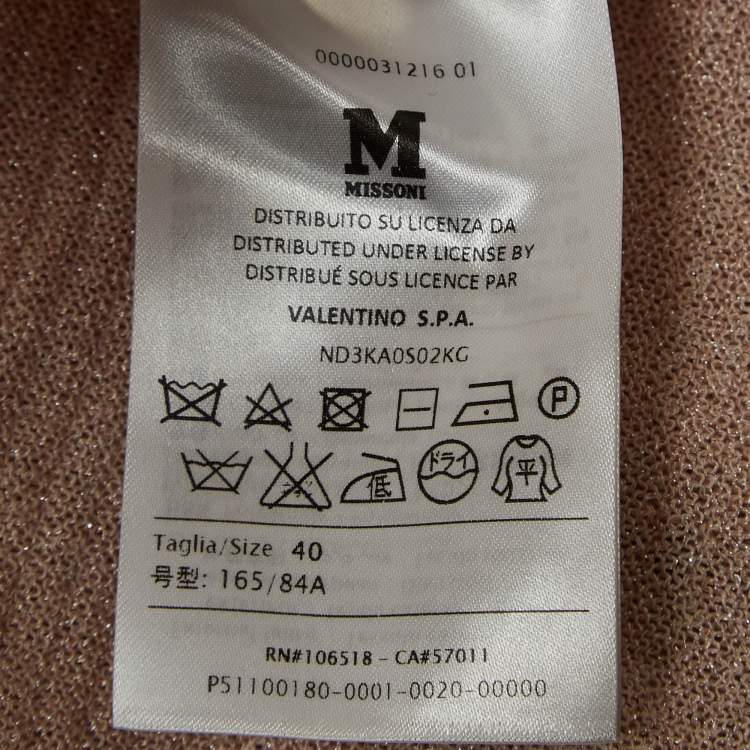 0000031216 01
M
MISSONI
DISTRIBUITO SU LICENZA DA
DISTRIBUTED UNDER LICENSE BY
DISTRIBUÉ SOUS LICENCE PAR
VALENTINO S.P.A.
ND3KA0S02KG
P
低 ドライ 平
Taglia/Size 40
号型: 165/84A
RN#106518 - CA#57011
P51100180-0001-0020-00000